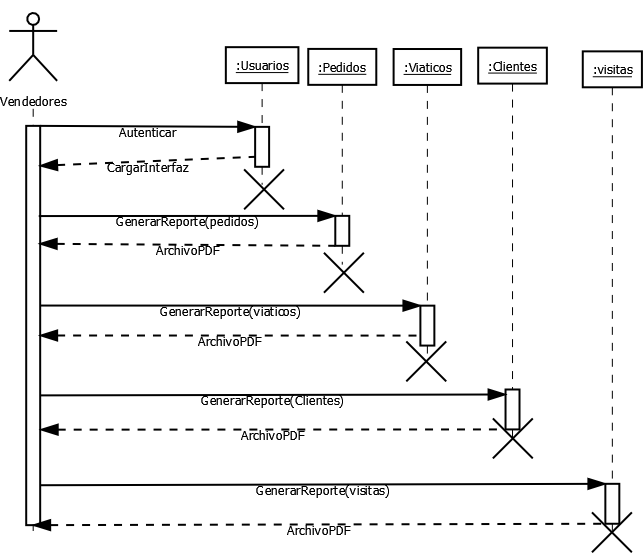 :Usuarios
:Pedidos
:Viaticos
:Clientes
:visitas
Vendedores
Autenticar
CargarInterfaz
GenerarReporte(pedidos)
ArchivoPDF
GenerarReporte(viaticos)
ArchivoPDF
GenerarReporte(Clientes)
ArchivoPDF
GenerarReporte(visitas)
ArchivoPDF